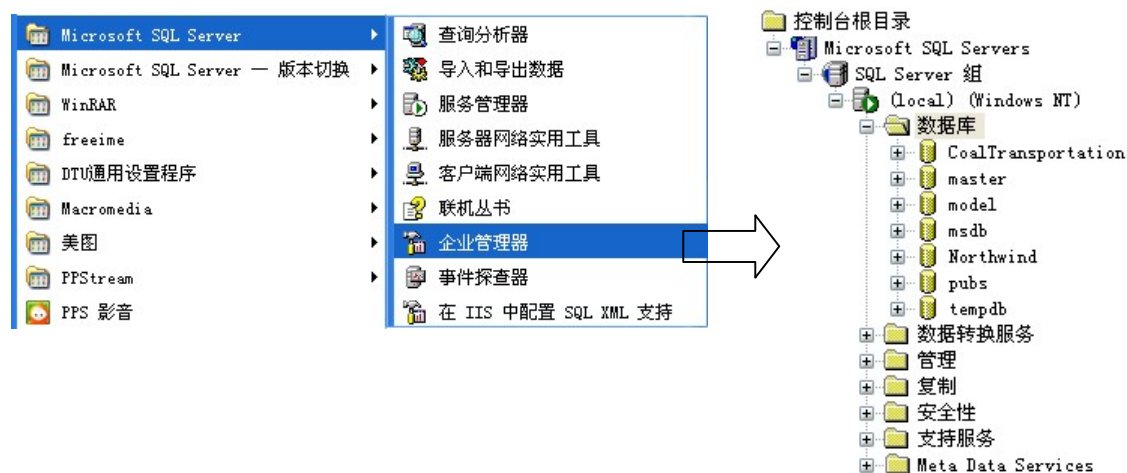 Microsoft SQL Server
Microsoft SQL Server — 版本切换
WinRAR
freeime
DTU通用设置程序
Macromedia
美图
PPStream
PPS 影音
查询分析器
导入和导出数据
服务管理器
服务器网络实用工具
客户端网络实用工具
联机丛书
企业管理器
事件探查器
在 IIS 中配置 SQL XML 支持
控制台根目录
Microsoft SQL Servers
SQL Server 组
(local) (Windows NT)
数据库
CoalTransportation
master
model
msdb
Northwind
pubs
tempdb
数据转换服务
管理
复制
安全性
支持服务
Meta Data Services